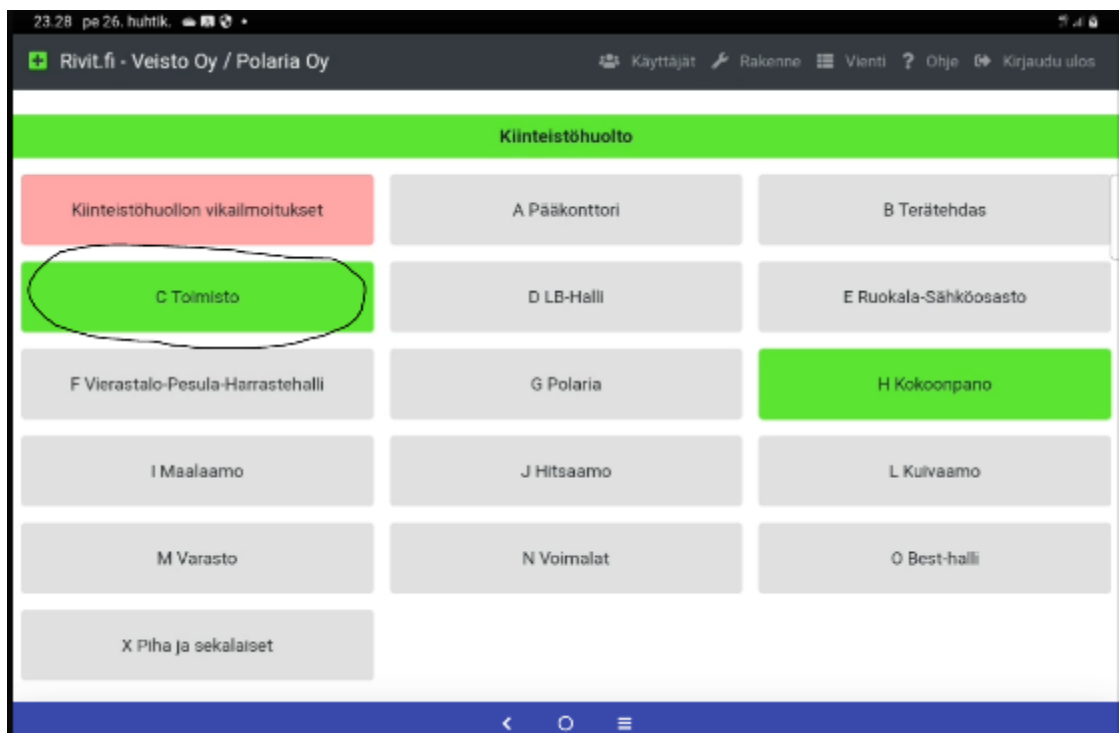 23.28 pe 26. huhtik.
Rivit.fi - Veisto Oy / Polaria Oy Käyttäjät Rakenne Vienti ? Ohje Kirjaudu ulos
Kiinteistöhuolto
Kiinteistöhuollon vikailmoitukset A Pääkonttori B Terätehdas
C Toimisto D LB-Halli E Ruokala-Sähköosasto
F Vierastalo-Pesula-Harrastehalli G Polaria H Kokoonpano
I Maalaamo J Hitsaamo L Kuivaamo
M Varasto N Voimalat O Best-halli
X Piha ja sekalaiset